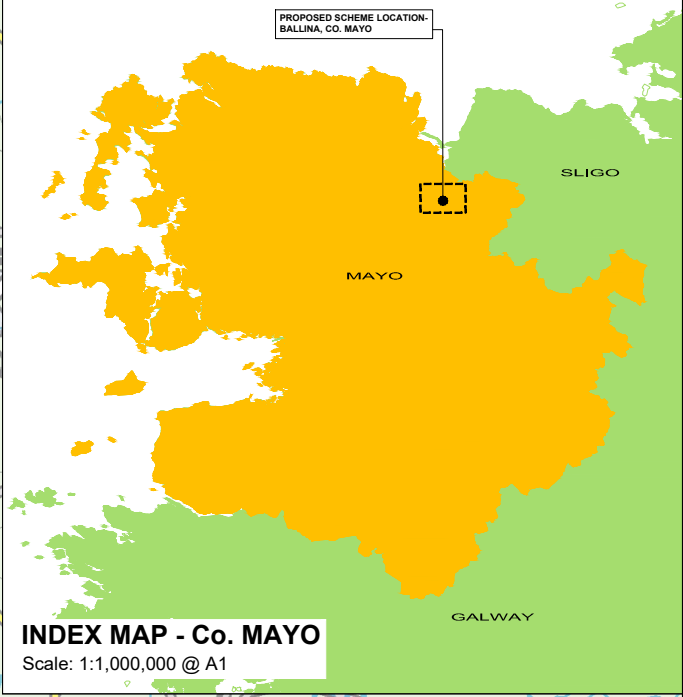 PROPOSED SCHEME LOCATION-
BALLINA, CO. MAYO
SLIGO
MAYO
GALWAY
INDEX MAP - Co. MAYO
Scale: 1:1,000,000 @ A1